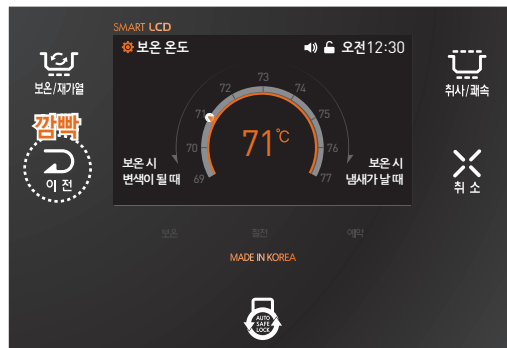 SMART LCD
보온 온도
오전12:30
보온/재가열
취사/쾌속
깜빡
이전
취소
69
70
71
72
73
74
75
76
77
71℃
보온 시
변색이 될 때
보온 시
냄새가 날 때
보온
절전
예약
MADE IN KOREA
AUTO
SAFE
LOCK